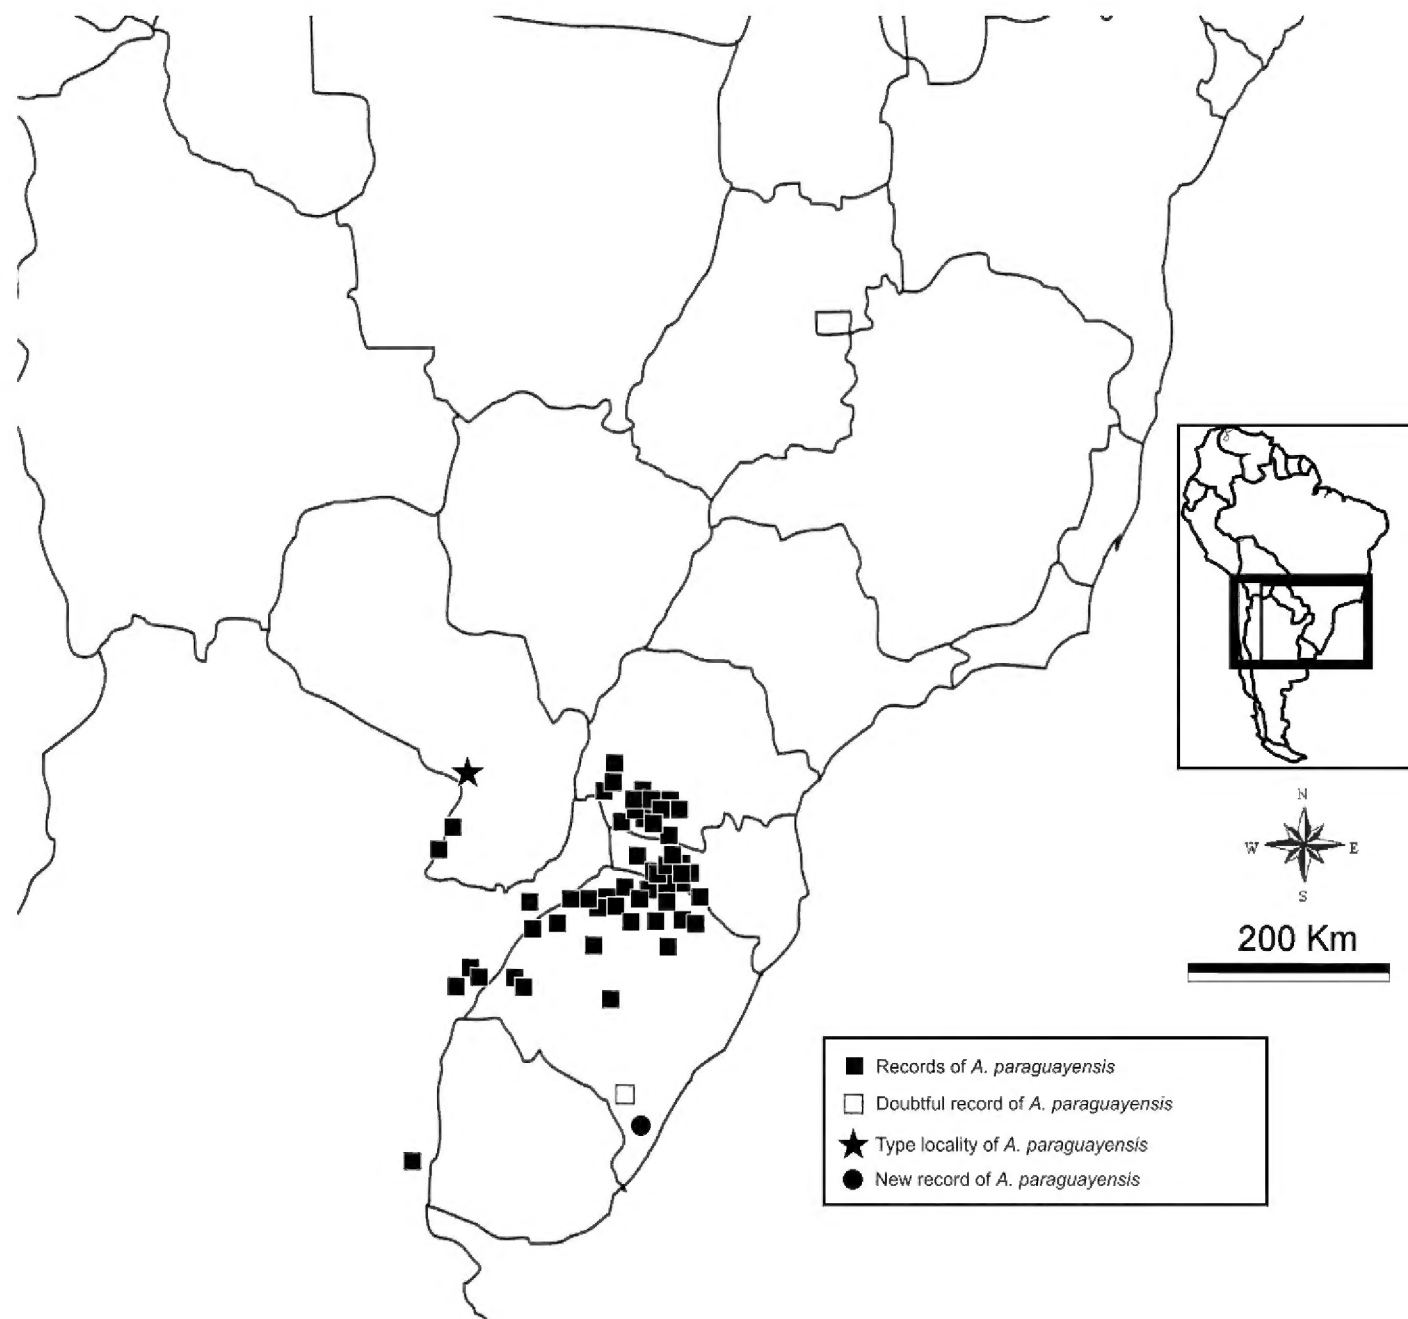 N
W E
S
200 Km
Records of A. paraguayensis
Doubtful record of A. paraguayensis
Type locality of A. paraguayensis
New record of A. paraguayensis